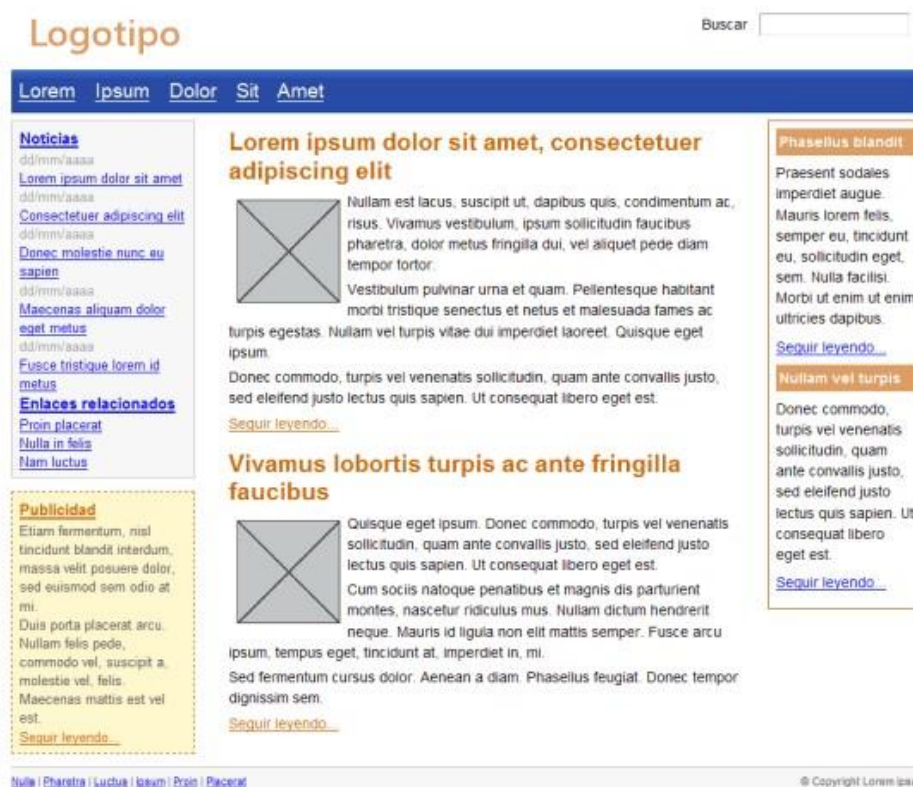 Logotipo
Buscar
Lorem Ipsum Dolor Sit Amet
Noticias
dd/mm/aaaa
Lorem ipsum dolor sit amet
dd/mm/aaaa
Consectetuer adipiscing elit
dd/mm/aaaa
Donec molestie nunc eu
sapien
dd/mm/aaaa
Maecenas aliquam dolor
eget metus
dd/mm/aaaa
Fusce tristique lorem id
metus
Enlaces relacionados
Proin placerat
Nulla in felis
Nam luctus
Publicidad
Etiam fermentum, nisl
tincidunt blandit interdum,
massa velit posuere dolor,
sed euismod sem odio at
mi.
Duis porta placerat arcu.
Nullam felis pede,
commodo vel, suscipit a,
molestie vel, felis.
Maecenas mattis est vel
est.
Seguir leyendo...
Lorem ipsum dolor sit amet, consectetuer
adipiscing elit
Nullam est lacus, suscipit ut, dapibus quis, condimentum ac,
risus. Vivamus vestibulum, ipsum sollicitudin faucibus
pharetra, dolor metus fringilla dui, vel aliquet pede diam
tempor tortor.
Vestibulum pulvinar urna et quam. Pellentesque habitant
morbi tristique senectus et netus et malesuada fames ac
turpis egestas. Nullam vel turpis vitae dui imperdiet laoreet. Quisque eget
ipsum.
Donec commodo, turpis vel venenatis sollicitudin, quam ante convallis justo,
sed eleifend justo lectus quis sapien. Ut consequat libero eget est.
Seguir leyendo...
Vivamus lobortis turpis ac ante fringilla
faucibus
Quisque eget ipsum. Donec commodo, turpis vel venenatis
sollicitudin, quam ante convallis justo, sed eleifend justo
lectus quis sapien. Ut consequat libero eget est.
Cum sociis natoque penatibus et magnis dis parturient
montes, nascetur ridiculus mus. Nullam dictum hendrerit
neque. Mauris id ligula non elit mattis semper. Fusce arcu
ipsum, tempus eget, tincidunt at, imperdiet in, mi.
Sed fermentum cursus dolor. Aenean a diam. Phasellus feugiat. Donec tempor
dignissim sem.
Seguir leyendo...
Phasellus blandit
Praesent sodales
imperdiet augue.
Mauris lorem felis,
semper eu, tincidunt
eu, sollicitudin eget,
sem. Nulla facilisi.
Morbi ut enim ut enim
ultricies dapibus.
Seguir leyendo...
Nullam vel turpis
Donec commodo,
turpis vel venenatis
sollicitudin, quam
ante convallis justo,
sed eleifend justo
lectus quis sapien. Ut
consequat libero
eget est.
Seguir leyendo...
Nulla | Pharetra | Luctus | Ipsum | Proin | Placerat
© Copyright Lorem ipsu